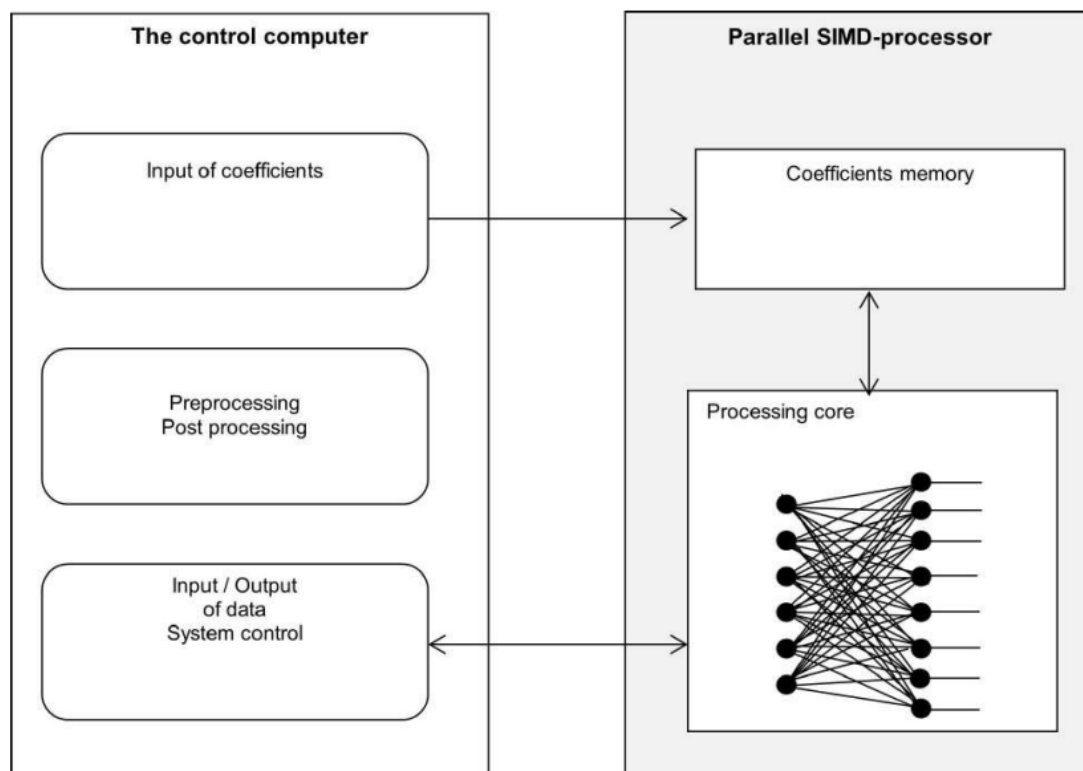 The control computer
Input of coefficients
Preprocessing
Post processing
Input / Output
of data
System control
Parallel SIMD-processor
Coefficients memory
Processing core